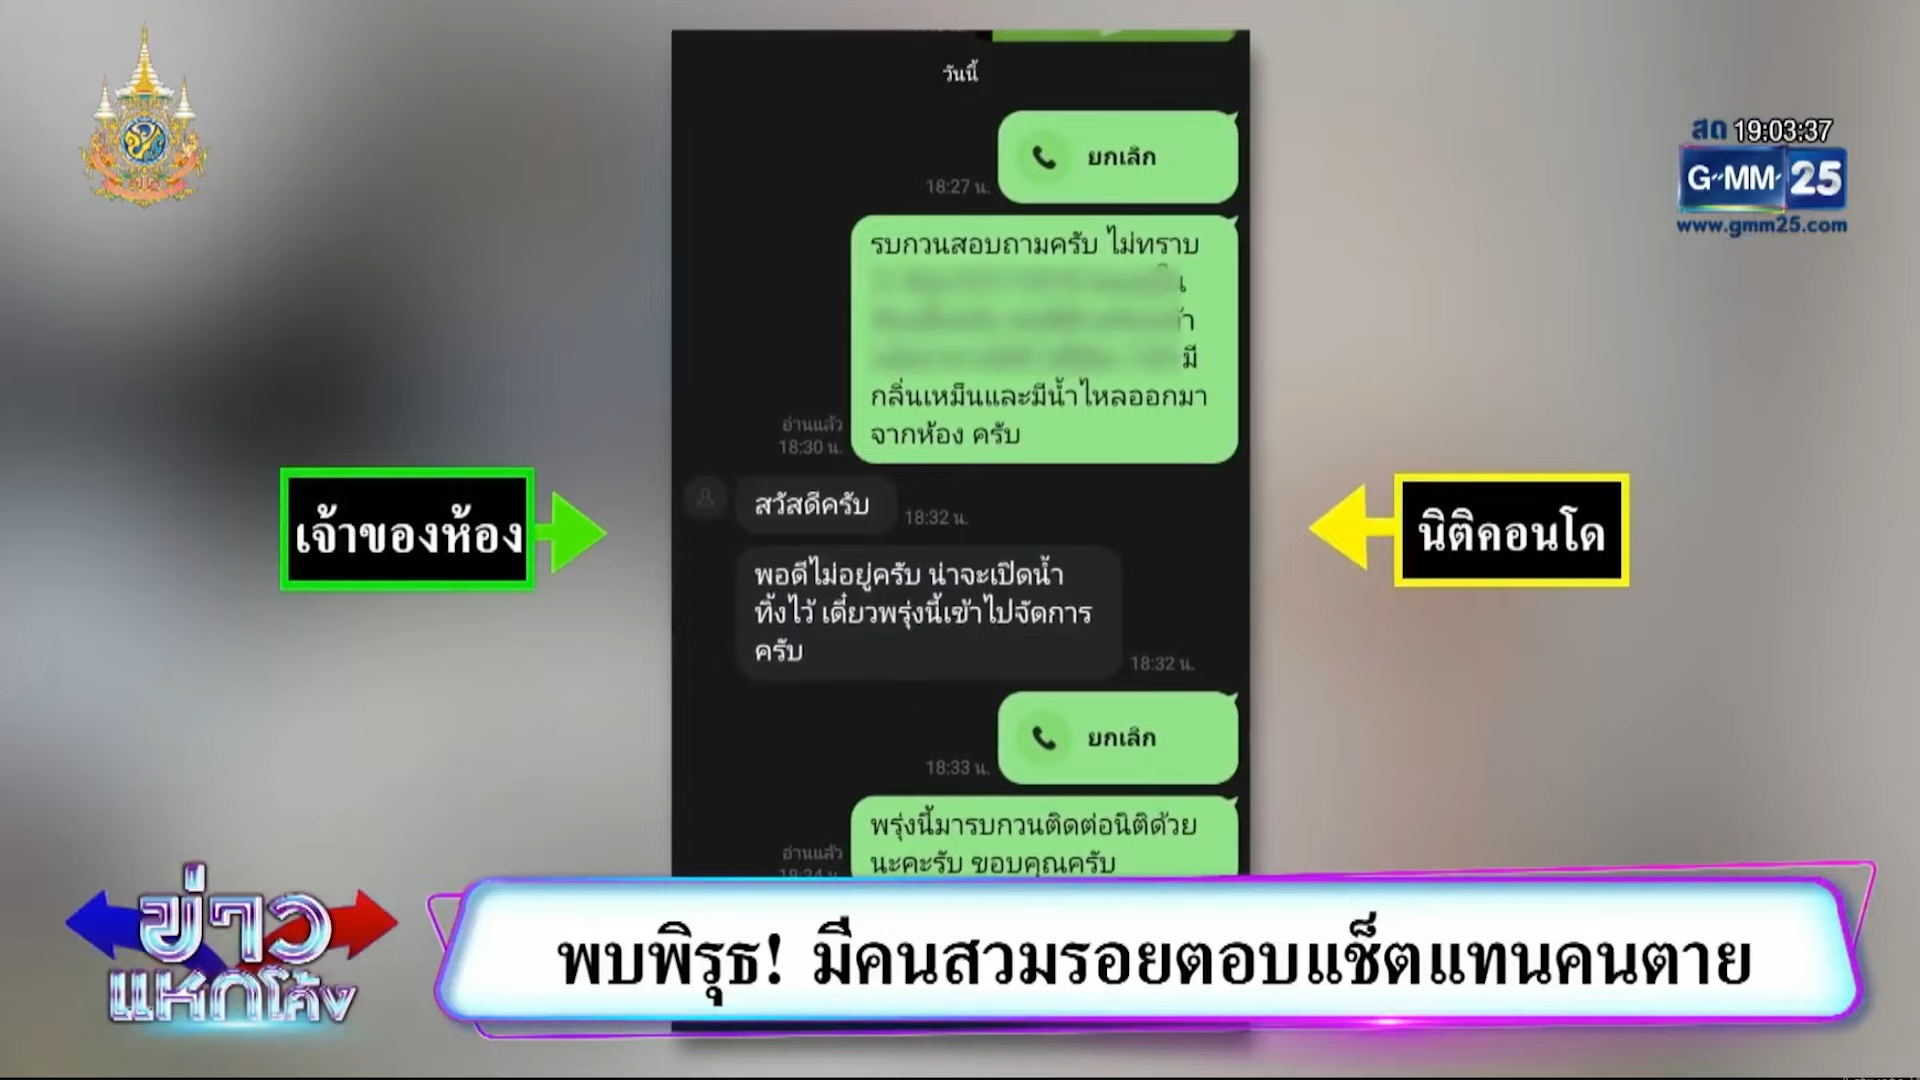 วันนี้
สด 19:03:37
GMM 25
www.gmm25.com
ยกเลิก
18:27 น.
รบกวนสอบถามครับ ไม่ทราบ
มี
กลิ่นเหม็นและมีน้ำไหลออกมา
จากห้อง ครับ
อ่านแล้ว
18:30 น.
สวัสดีครับ
18:32 น.
เจ้าของห้อง
นิติคอนโด
พอดีไม่อยู่ครับ น่าจะเปิดน้ำ
ทิ้งไว้ เดี๋ยวพรุ่งนี้เข้าไปจัดการ
ครับ
18:32 น.
ยกเลิก
18:33 น.
พรุ่งนี้มารบกวนติดต่อนิติด้วย
นะคะรับ ขอบคุณครับ
อ่านแล้ว
18:34 น.
ข่าว
แหกโค้ง
พบพิรุธ! มีคนสวมรอยตอบแช็ตแทนคนตาย